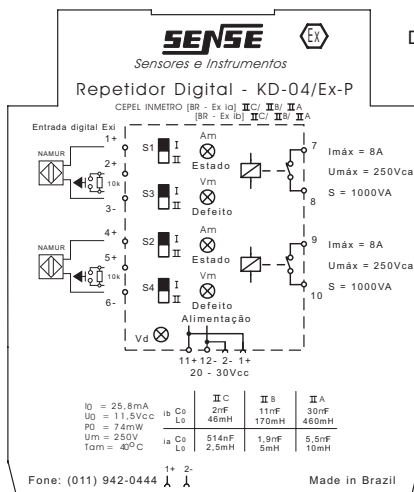 SENSE
Ex
D
Sensores e Instrumentos
Repetidor Digital - KD-04/Ex-P
CEPEL INMETRO [BR - Ex ia] IIC/ IIB/ IIA
[BR - Ex ib] IIC/ IIB/ IIA
Entrada digital Exi
1+
NAMUR
2+
10k
3-
S1 I II
Am
Estado
S3 I II
Vm
Defeito
7
8
Imáx = 8A
Umáx = 250Vca
S = 1000VA
4+
NAMUR
5+
10k
6-
S2 I II
Am
Estado
S4 I II
Vm
Defeito
9
10
Imáx = 8A
Umáx = 250Vca
S = 1000VA
Alimentação
Vd
11+ 12- 2- 1+
20 - 30Vcc
I0 = 25,8mA
U0 = 11,5Vcc
P0 = 74mW
Um = 250V
Tam = 40°C
IIC IIB IIA
ib C0 2mF 11mF 30mF
L0 46mH 170mH 460mH
ia C0 514nF 1,9mF 5,5mF
L0 2,5mH 5mH 10mH
Fone: (011) 942-0444
1+ 2-
Made in Brazil